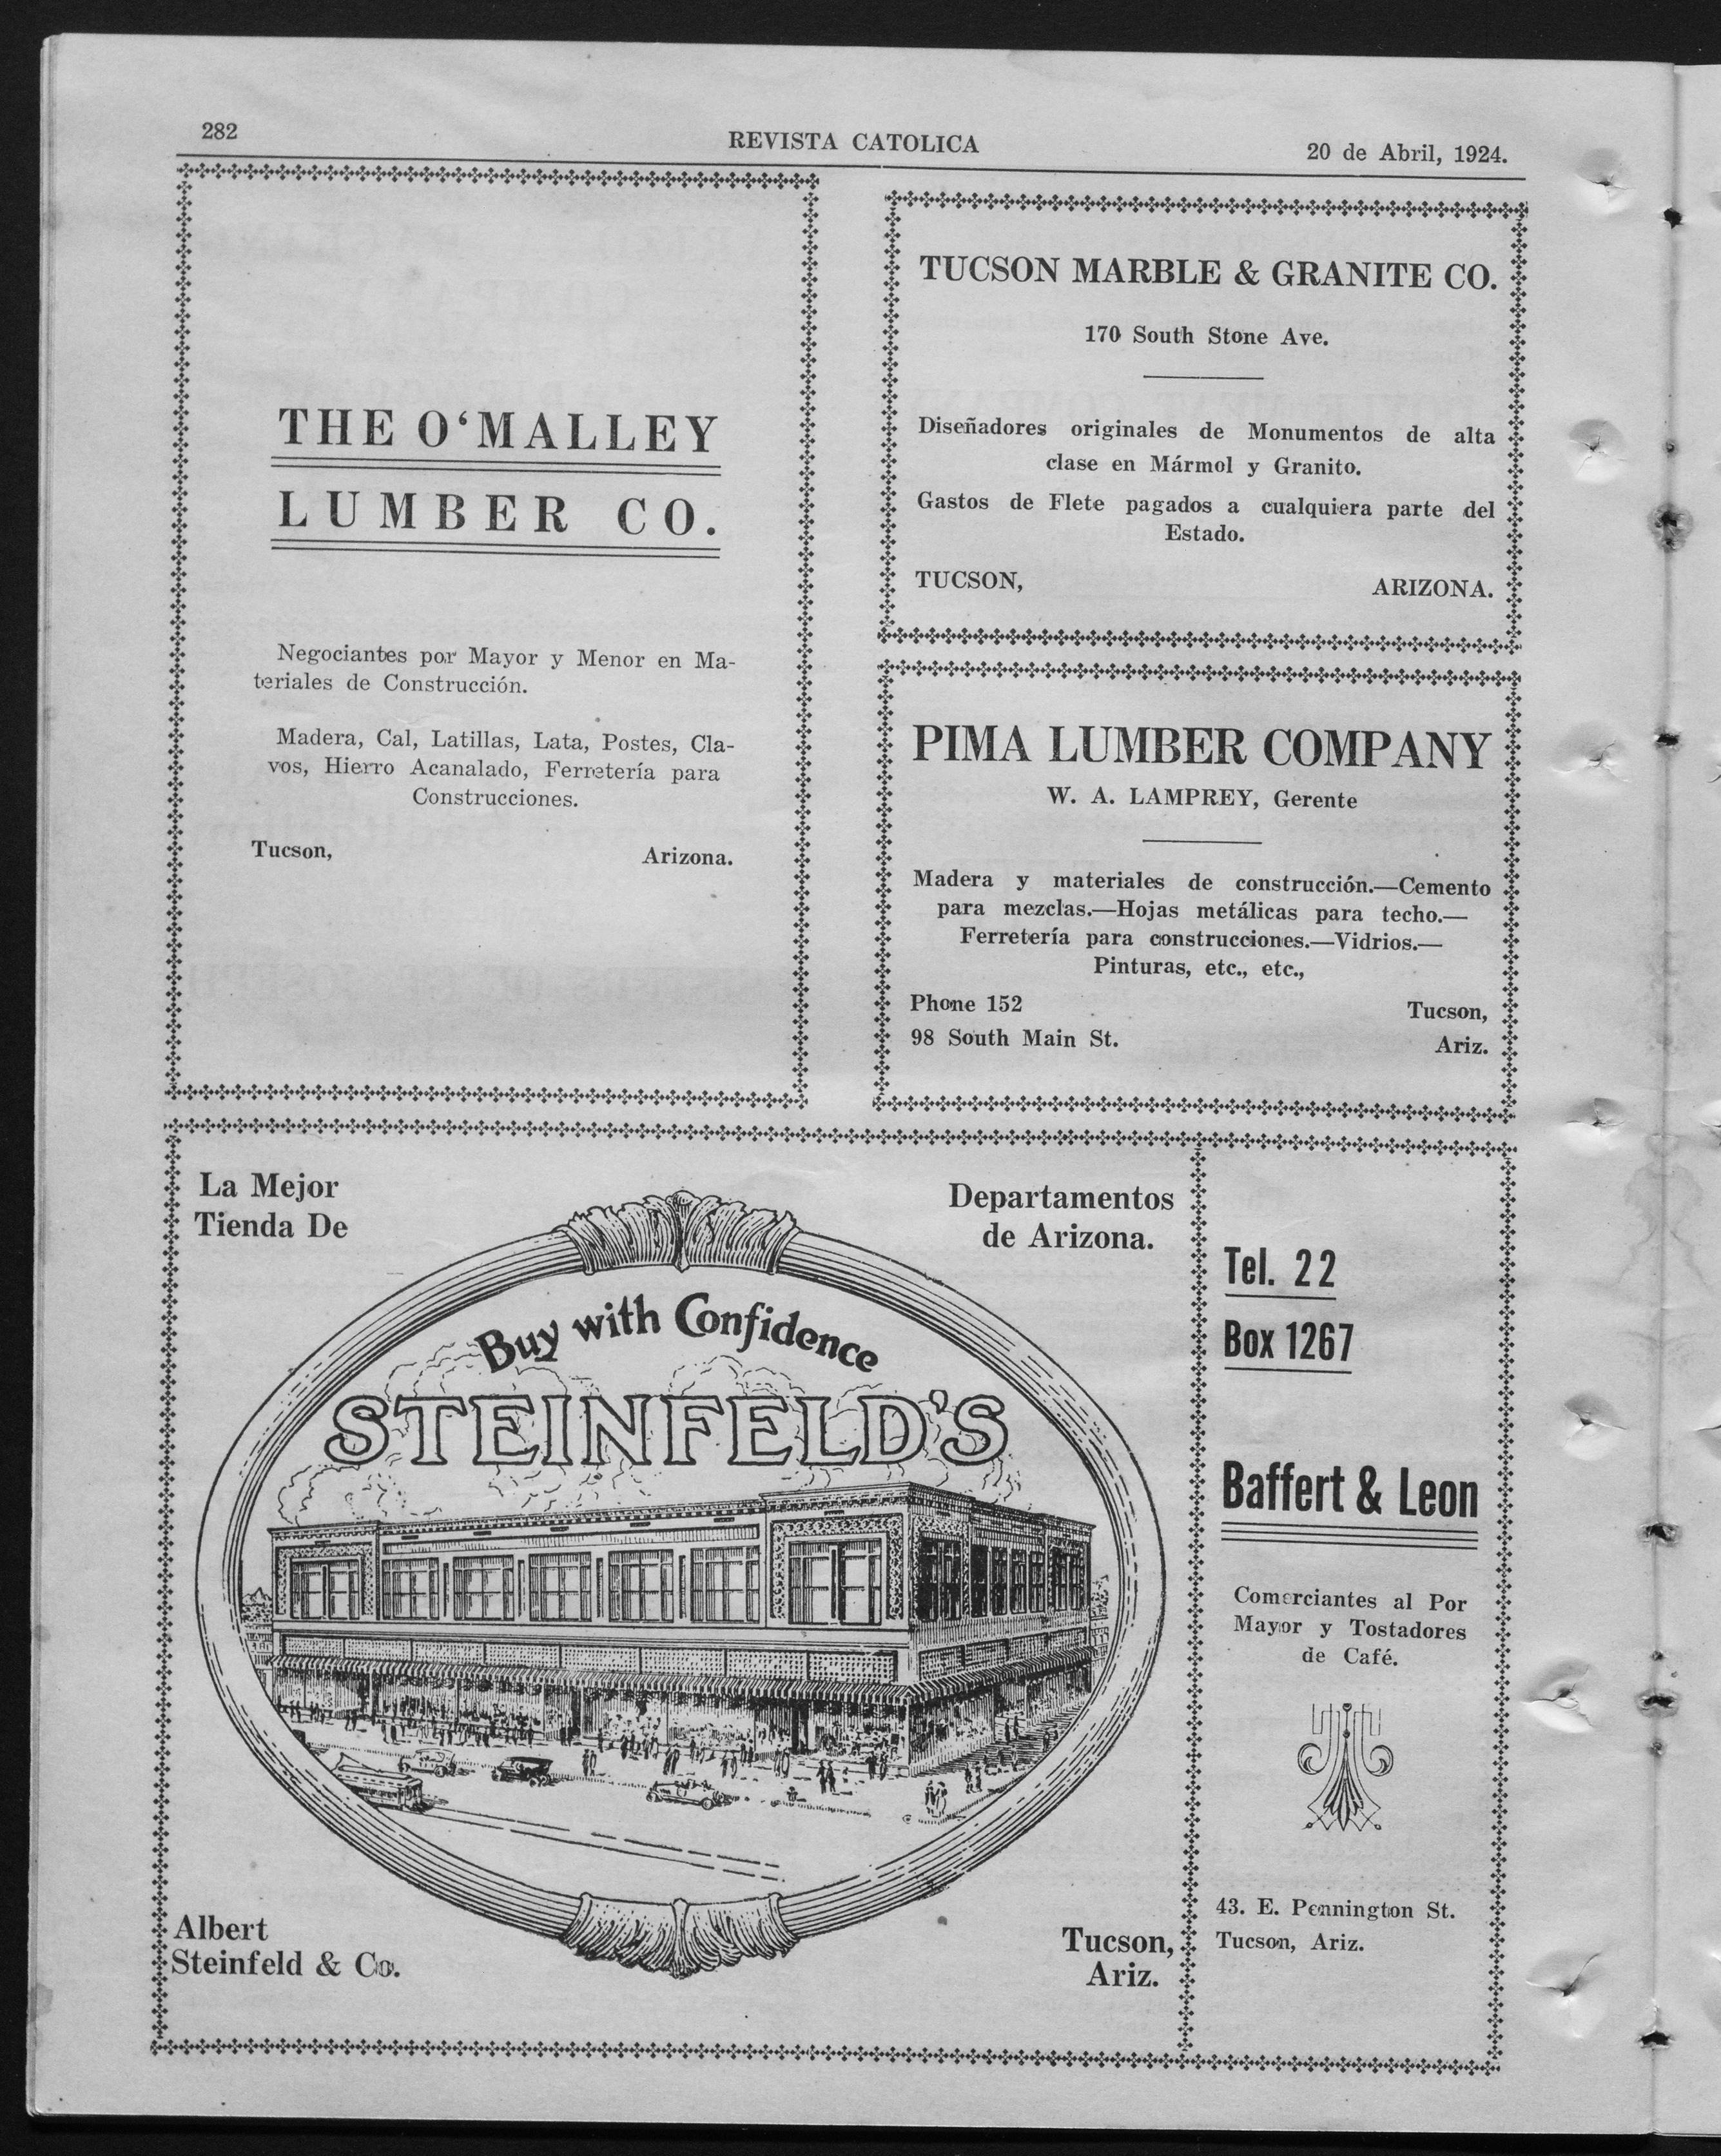 282
REVISTA CATOLICA
20 de Abril, 1924.
THE O‘MALLEY
LUMBER CO.
Negociantes por Mayor y Menor en Ma-
teriales de Construcción.
Madera, Cal, Latillas, Lata, Postes, Cla-
vos, Hierro Acanalado, Ferretería para
Construcciones.
Tucson, Arizona.
TUCSON MARBLE & GRANITE CO.
170 South Stone Ave.
Diseñadores originales de Monumentos de alta
clase en Mármol y Granito.
Gastos de Flete pagados a cualquiera parte del
Estado.
TUCSON, ARIZONA.
PIMA LUMBER COMPANY
W. A. LAMPREY, Gerente
Madera y materiales de construcción.—Cemento
para mezclas.—Hojas metálicas para techo.—
Ferretería para construcciones.—Vidrios.—
Pinturas, etc., etc.,
Phone 152 Tucson,
98 South Main St. Ariz.
La Mejor
Tienda De
Departamentos
de Arizona.
Buy with Confidence
STEINFELD'S
Albert
Steinfeld & Co.
Tucson,
Ariz.
Tel. 22
Box 1267
Baffert & Leon
Comerciantes al Por
Mayor y Tostadores
de Café.
43. E. Pennington St.
Tucson, Ariz.